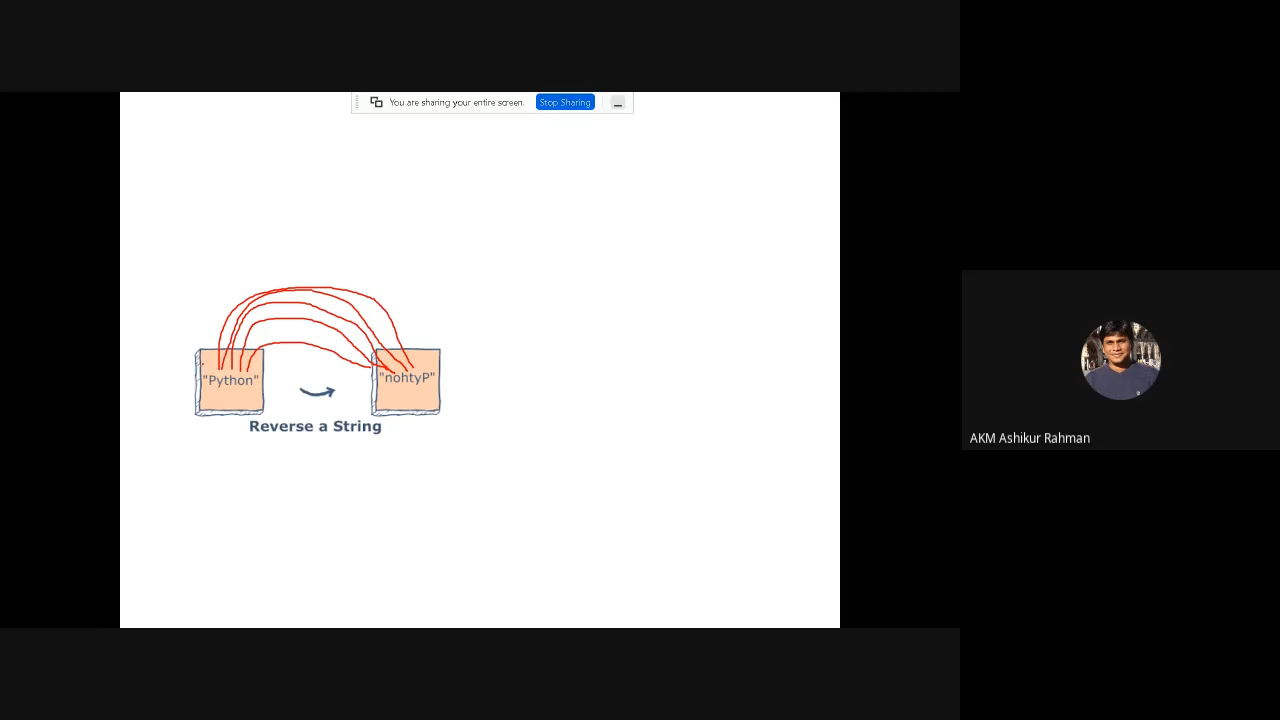 You are sharing your entire screen. Stop Sharing
"Python" "nohtyP"
Reverse a String
AKM Ashikur Rahman